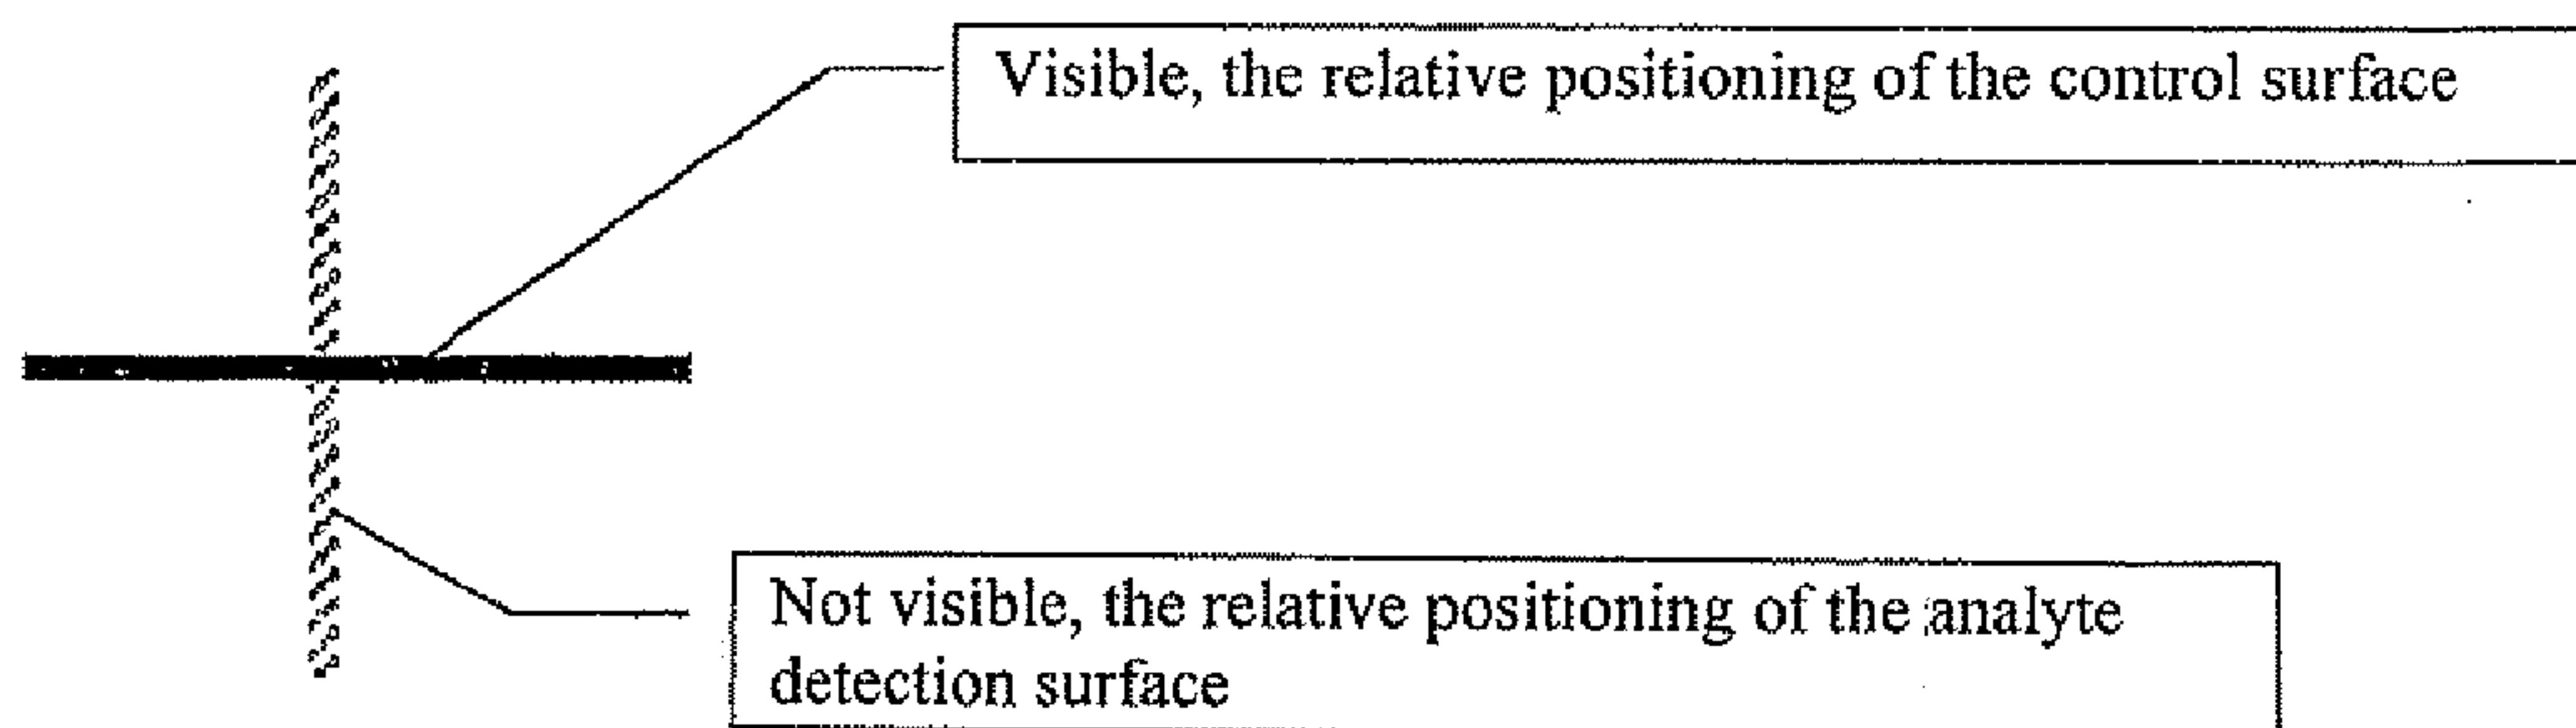 Visible, the relative positioning of the control surface
Not visible, the relative positioning of the analyte
detection surface